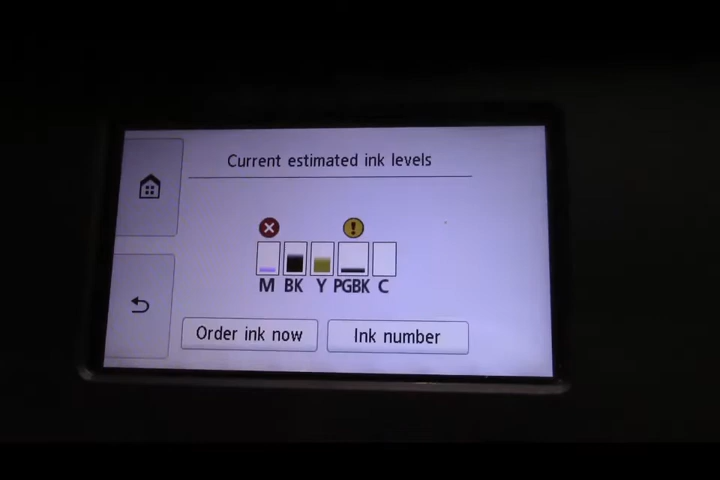 Current estimated ink levels
M BK Y PGBK C
Order ink now
Ink number